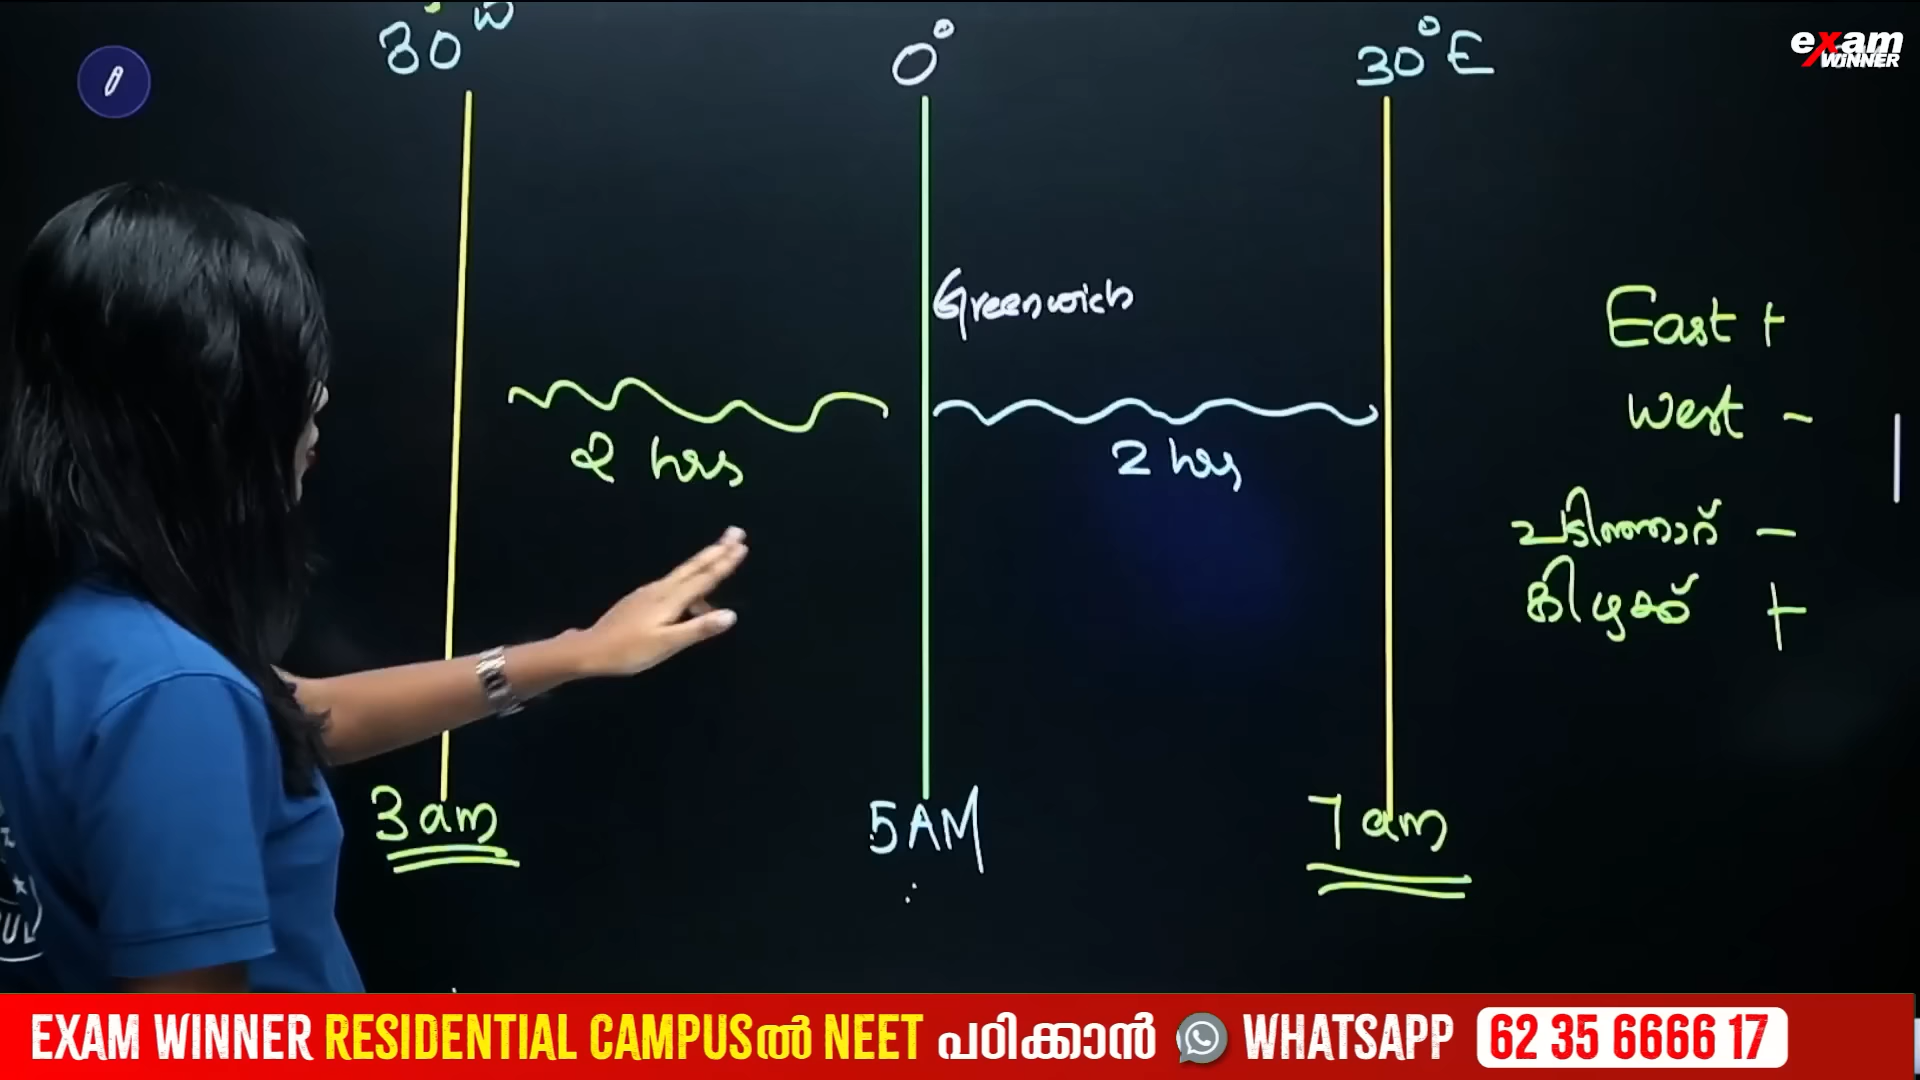 30° W
0°
30° E
exam
WINNER
Greenwich
East +
West -
2 hrs
2 hrs
പടിഞ്ഞാറ് -
കിഴക്ക് +
3 am
5 AM
7 am
EXAM WINNER RESIDENTIAL CAMPUSൽ NEET പഠിക്കാൻ WHATSAPP 62 35 6666 17